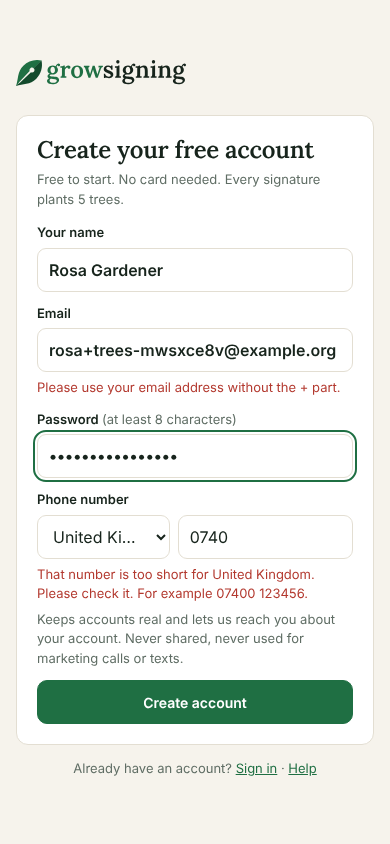 growsigning
Create your free account
Free to start. No card needed. Every signature
plants 5 trees.
Your name
Rosa Gardener
Email
rosa+trees-mwsxce8v@example.org
Please use your email address without the + part.
Password (at least 8 characters)
••••••••••••••••
Phone number
United Ki... 0740
That number is too short for United Kingdom.
Please check it. For example 07400 123456.
Keeps accounts real and lets us reach you about
your account. Never shared, never used for
marketing calls or texts.
Create account
Already have an account? Sign in · Help